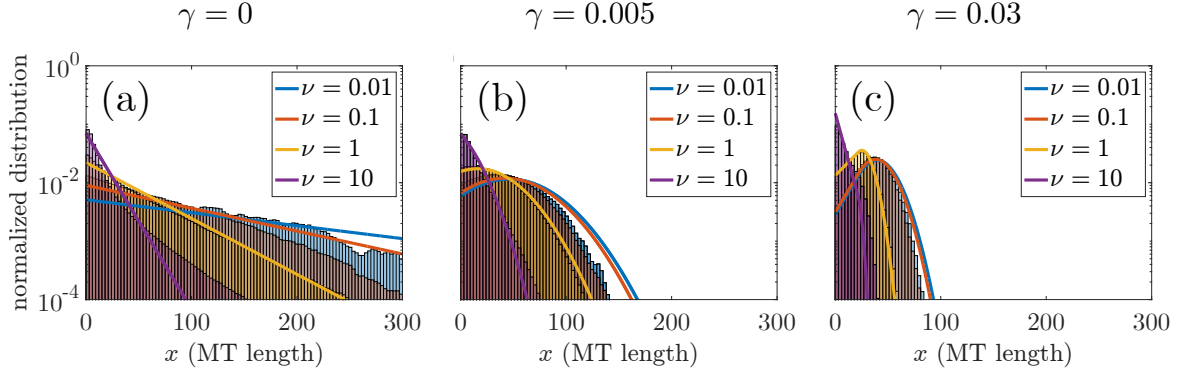 γ = 0
γ = 0.005
γ = 0.03
normalized distribution
10⁰
10⁻²
10⁻⁴
(a)
ν = 0.01
ν = 0.1
ν = 1
ν = 10
0 100 200 300
x (MT length)
(b)
ν = 0.01
ν = 0.1
ν = 1
ν = 10
0 100 200 300
x (MT length)
(c)
ν = 0.01
ν = 0.1
ν = 1
ν = 10
0 100 200 300
x (MT length)